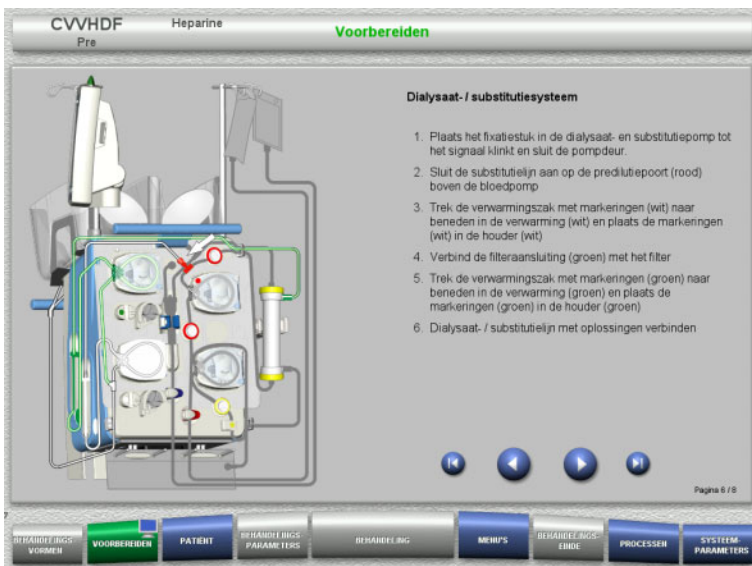 CVVHDF
Heparine
Pre
Voorbereiden
Dialysaat- / substitutiesysteem
1. Plaats het fixatiestuk in de dialysaat- en substitutiepomp tot
het signaal klinkt en sluit de pompdeur.
2. Sluit de substitutielijn aan op de predilutiepoort (rood)
boven de bloedpomp
3. Trek de verwarmingszak met markeringen (wit) naar
beneden in de verwarming (wit) en plaats de markeringen
(wit) in de houder (wit)
4. Verbind de filteraansluiting (groen) met het filter
5. Trek de verwarmingszak met markeringen (groen) naar
beneden in de verwarming (groen) en plaats de
markeringen (groen) in de houder (groen)
6. Dialysaat- / substitutielijn met oplossingen verbinden
Pagina 6 / 8
BEHANDELINGS-
VORMEN
VOORBEREIDEN
PATIËNT
BEHANDELINGS
PARAMETERS
BEHANDELING
MENU'S
BEHANDELINGS-
EINDE
PROCESSEN
SYSTEEM-
PARAMETERS